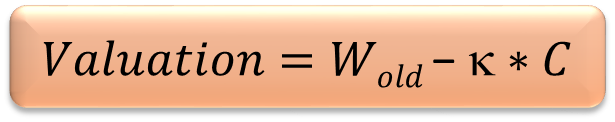 Valuation = W_old – κ * C